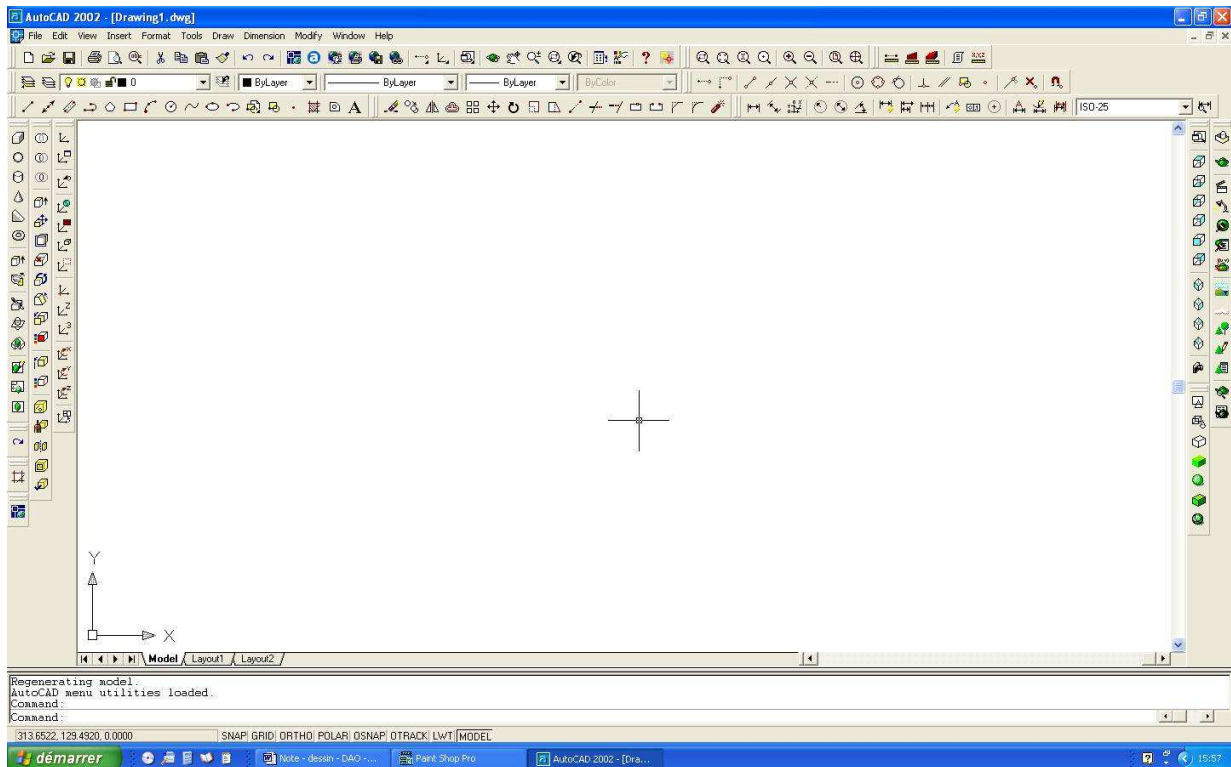 AutoCAD 2002 - [Drawing1.dwg]
File Edit View Insert Format Tools Draw Dimension Modify Window Help
0 ByLayer ByLayer ByLayer ByColor
A ISO-25
Y
X
Model Layout1 Layout2
Regenerating model.
AutoCAD menu utilities loaded.
Command:
Command:
313.6522, 129.4920, 0.0000 SNAP GRID ORTHO POLAR OSNAP OTRACK LWT MODEL
démarrer Note - dessin - DAO -... Paint Shop Pro AutoCAD 2002 - [Dra... 15:57